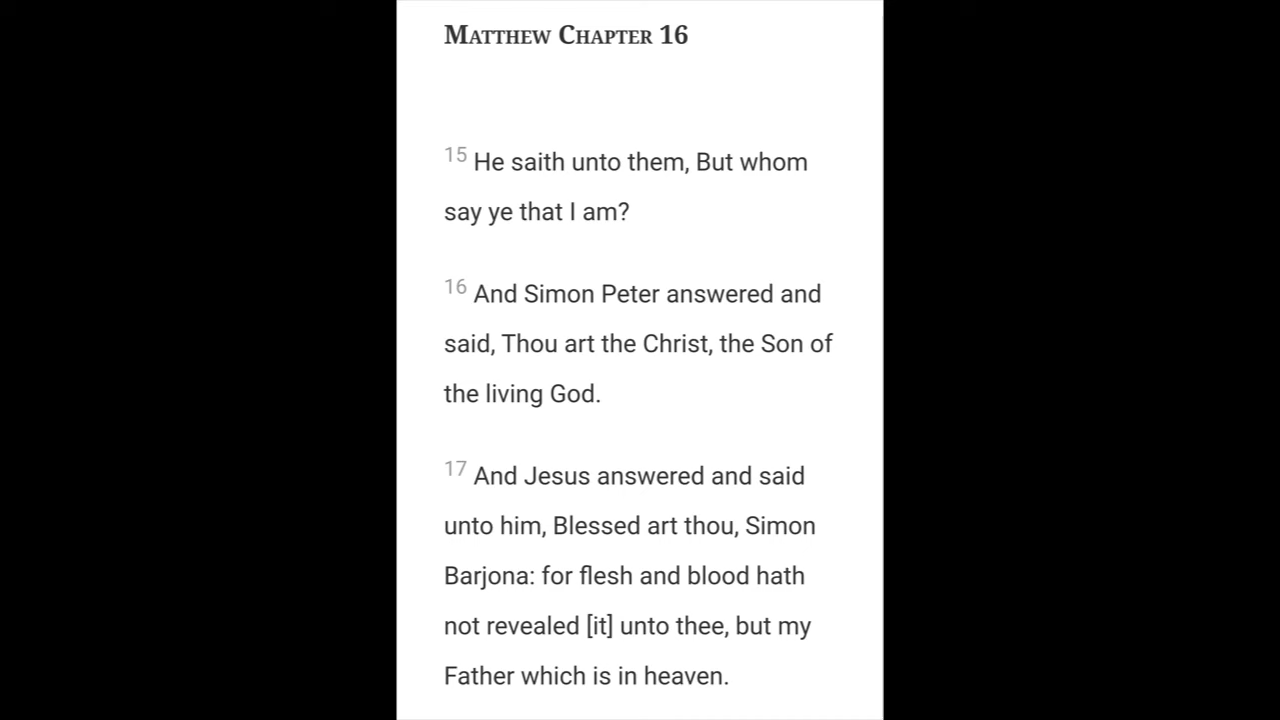 Matthew Chapter 16
15 He saith unto them, But whom
say ye that I am?
16 And Simon Peter answered and
said, Thou art the Christ, the Son of
the living God.
17 And Jesus answered and said
unto him, Blessed art thou, Simon
Barjona: for flesh and blood hath
not revealed [it] unto thee, but my
Father which is in heaven.